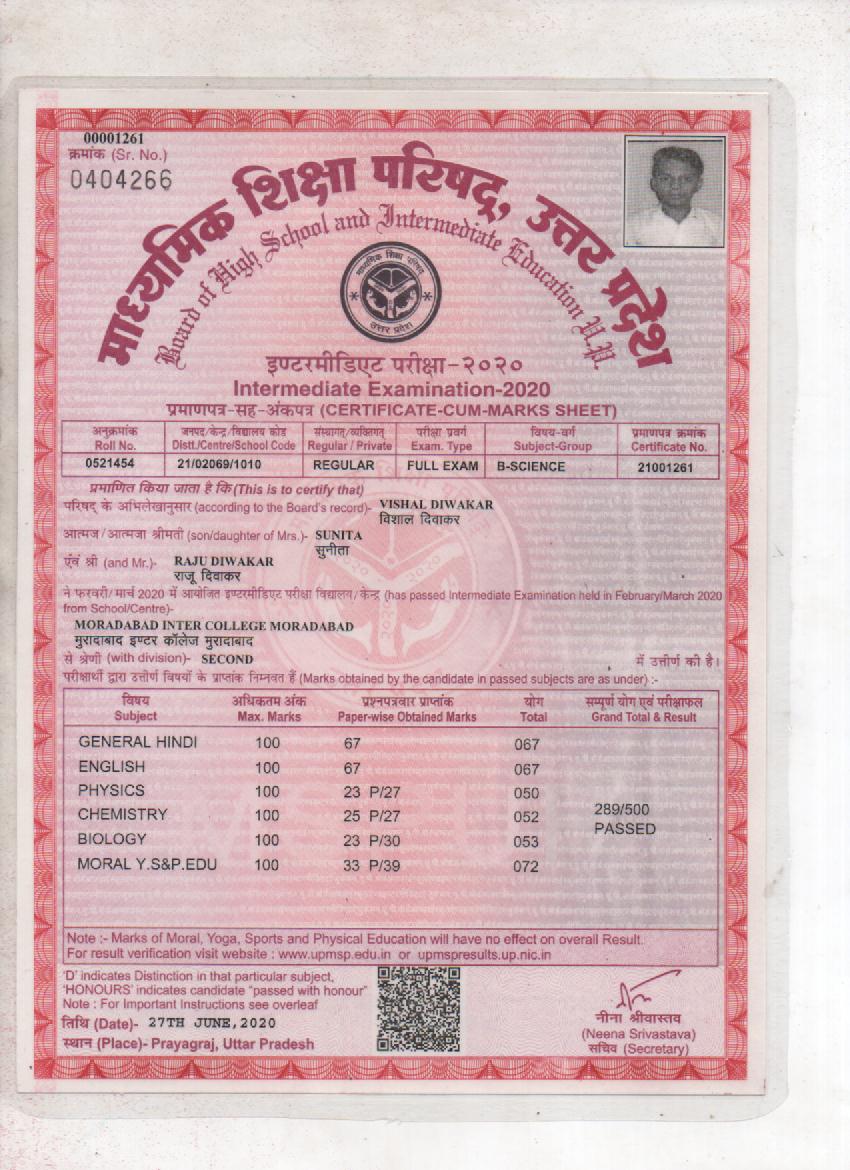 00001261
क्रमांक (Sr. No.)
0404266
माध्यमिक शिक्षा परिषद्, उत्तर प्रदेश
Board of High School and Intermediate Education U.P.
माध्यमिक शिक्षा परिषद्
उत्तर प्रदेश
इण्टरमीडिएट परीक्षा-२०२०
Intermediate Examination-2020
प्रमाणपत्र-सह-अंकपत्र (CERTIFICATE-CUM-MARKS SHEET)
अनुक्रमांक जनपद/केन्द्र/विद्यालय कोड संस्थागत/व्यक्तिगत परीक्षा प्रवर्ग विषय-वर्ग प्रमाणपत्र क्रमांक
Roll No. Distt./Centre/School Code Regular / Private Exam. Type Subject-Group Certificate No.
0521454 21/02069/1010 REGULAR FULL EXAM B-SCIENCE 21001261
प्रमाणित किया जाता है कि (This is to certify that)
परिषद् के अभिलेखानुसार (according to the Board's record)- VISHAL DIWAKAR
विशाल दिवाकर
आत्मज/आत्मजा श्रीमती (son/daughter of Mrs.)- SUNITA
सुनीता
एवं श्री (and Mr.)- RAJU DIWAKAR
राजू दिवाकर
ने फरवरी/मार्च 2020 में आयोजित इण्टरमीडिएट परीक्षा विद्यालय/केन्द्र (has passed Intermediate Examination held in February/March 2020
from School/Centre)-
MORADABAD INTER COLLEGE MORADABAD
मुरादाबाद इण्टर कॉलेज मुरादाबाद
से श्रेणी (with division)- SECOND में उत्तीर्ण की है।
परीक्षार्थी द्वारा उत्तीर्ण विषयों के प्राप्तांक निम्नवत हैं (Marks obtained by the candidate in passed subjects are as under) :-
विषय अधिकतम अंक प्रश्नपत्रवार प्राप्तांक योग सम्पूर्ण योग एवं परीक्षाफल
Subject Max. Marks Paper-wise Obtained Marks Total Grand Total & Result
GENERAL HINDI 100 67 067
ENGLISH 100 67 067
PHYSICS 100 23 P/27 050
CHEMISTRY 100 25 P/27 052 289/500
PASSED
BIOLOGY 100 23 P/30 053
MORAL Y.S&P.EDU 100 33 P/39 072
Note :- Marks of Moral, Yoga, Sports and Physical Education will have no effect on overall Result.
For result verification visit website : www.upmsp.edu.in or upmspresults.up.nic.in
'D' indicates Distinction in that particular subject,
'HONOURS' indicates candidate "passed with honour"
Note : For Important Instructions see overleaf
तिथि (Date)- 27TH JUNE,2020
स्थान (Place)- Prayagraj, Uttar Pradesh
नीना श्रीवास्तव
(Neena Srivastava)
सचिव (Secretary)